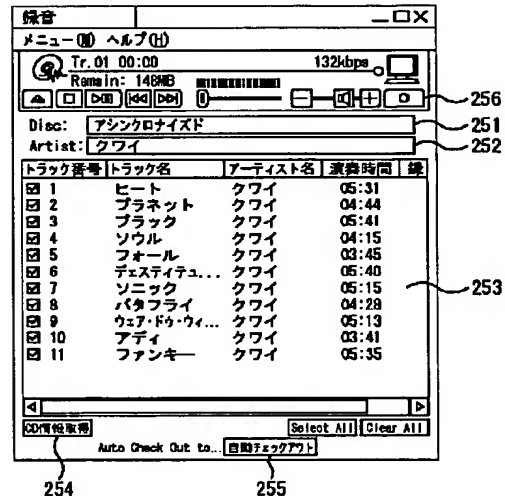 録音
メニュー(M) ヘルプ(H)
Tr.01 00:00 132kbps
Remain: 148MB
256
Disc: アシンクロナイズド 251
Artist: クワイ 252
トラック番号 トラック名 アーティスト名 演奏時間 録
1 ヒート クワイ 05:31
2 プラネット クワイ 04:44
3 ブラック クワイ 05:41
4 ソウル クワイ 04:15
5 フォール クワイ 03:45
6 デェスティテュ... クワイ 05:40
7 ソニック クワイ 05:15
8 バタフライ クワイ 04:28
9 ウェア・ドゥ・ウィ... クワイ 05:13
10 アディ クワイ 03:41
11 ファンキー クワイ 05:35
253
CD情報取得 Select All Clear All
Auto Check Out to... 自動チェックアウト
254 255